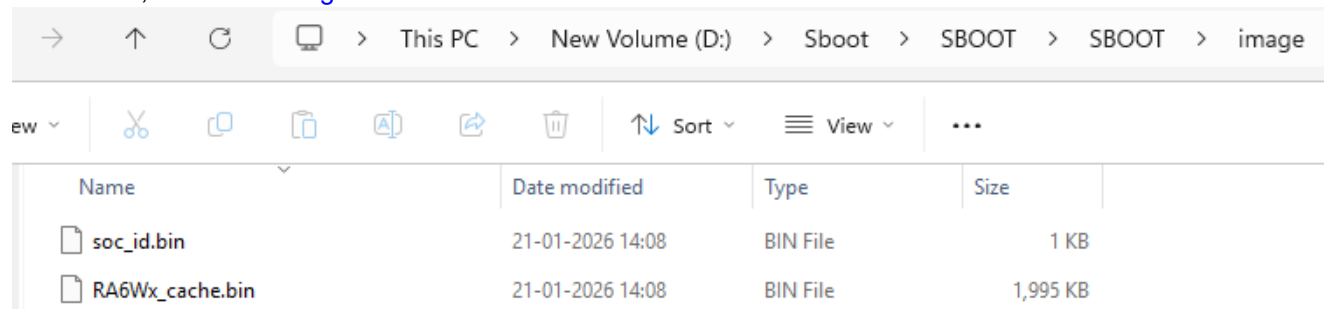 This PC > New Volume (D:) > Sboot > SBOOT > SBOOT > image
ew Sort View ...
Name Date modified Type Size
soc_id.bin 21-01-2026 14:08 BIN File 1 KB
RA6Wx_cache.bin 21-01-2026 14:08 BIN File 1,995 KB